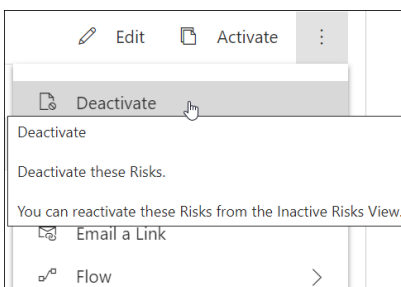 Edit Activate
Deactivate
Deactivate
Deactivate these Risks.
You can reactivate these Risks from the Inactive Risks View.
Email a Link
Flow